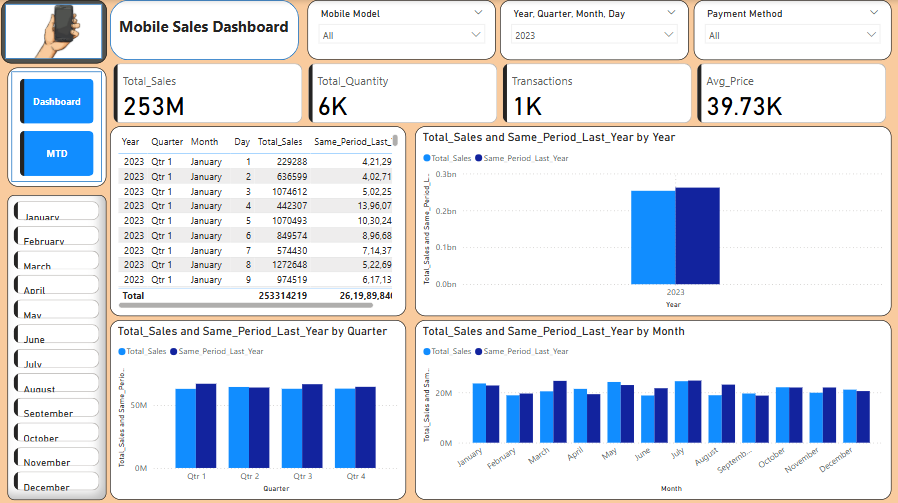 Mobile Sales Dashboard
Mobile Model
All
Year, Quarter, Month, Day
2023
Payment Method
All
Dashboard
MTD
Total_Sales
253M
Total_Quantity
6K
Transactions
1K
Avg_Price
39.73K
January
February
March
April
May
June
July
August
September
October
November
December
Year Quarter Month Day Total_Sales Same_Period_Last_
2023 Qtr 1 January 1 229288 4,21,29
2023 Qtr 1 January 2 636599 4,02,71
2023 Qtr 1 January 3 1074612 5,02,25
2023 Qtr 1 January 4 442307 13,96,07
2023 Qtr 1 January 5 1070493 10,30,24
2023 Qtr 1 January 6 849574 8,96,68
2023 Qtr 1 January 7 574430 7,14,37
2023 Qtr 1 January 8 1272648 5,22,69
2023 Qtr 1 January 9 974519 6,17,13
Total 253314219 26,19,89,840
Total_Sales and Same_Period_Last_Year by Year
Total_Sales Same_Period_Last_Year
Total_Sales and Same_Period_L...
0.3bn
0.2bn
0.1bn
0.0bn
2023
Year
Total_Sales and Same_Period_Last_Year by Quarter
Total_Sales Same_Period_Last_Year
Total_Sales and Same_Perio...
50M
0M
Qtr 1 Qtr 2 Qtr 3 Qtr 4
Quarter
Total_Sales and Same_Period_Last_Year by Month
Total_Sales Same_Period_Last_Year
Total_Sales and Sam...
20M
0M
January February March April May June July August Septemb... October November December
Month